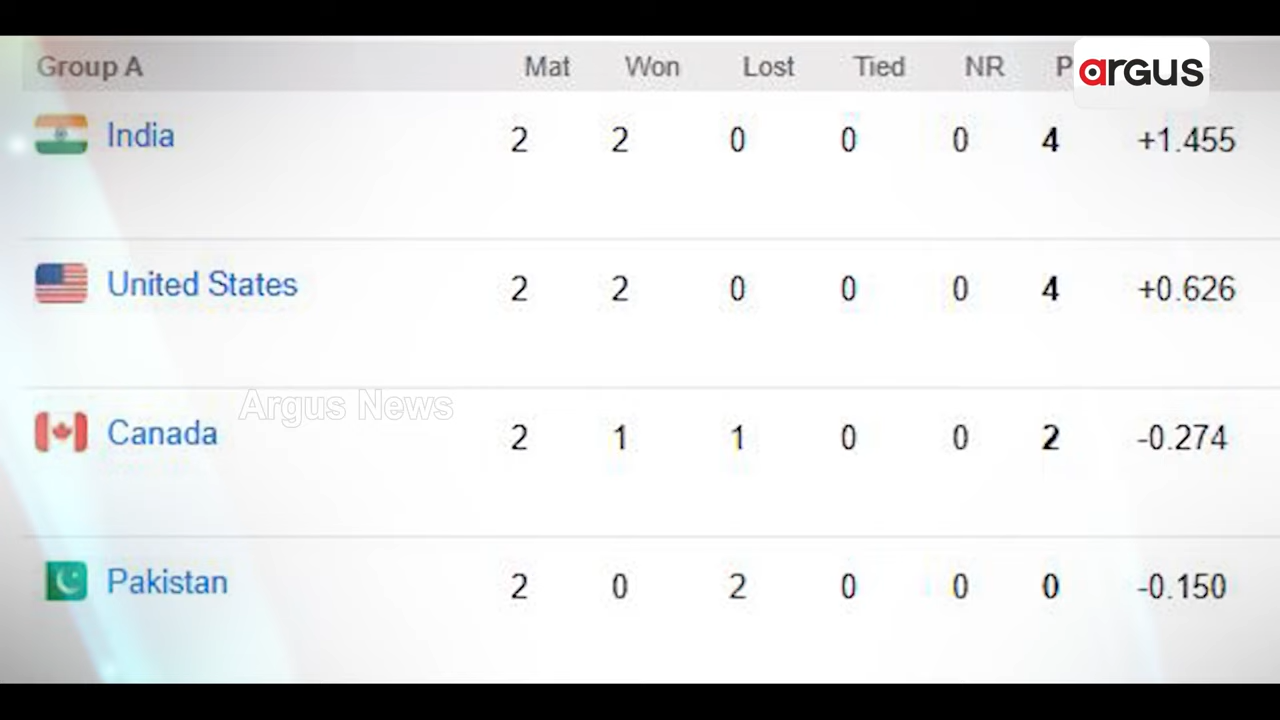 Group A Mat Won Lost Tied NR P argus
India 2 2 0 0 0 4 +1.455
United States 2 2 0 0 0 4 +0.626
Argus News
Canada 2 1 1 0 0 2 -0.274
Pakistan 2 0 2 0 0 0 -0.150